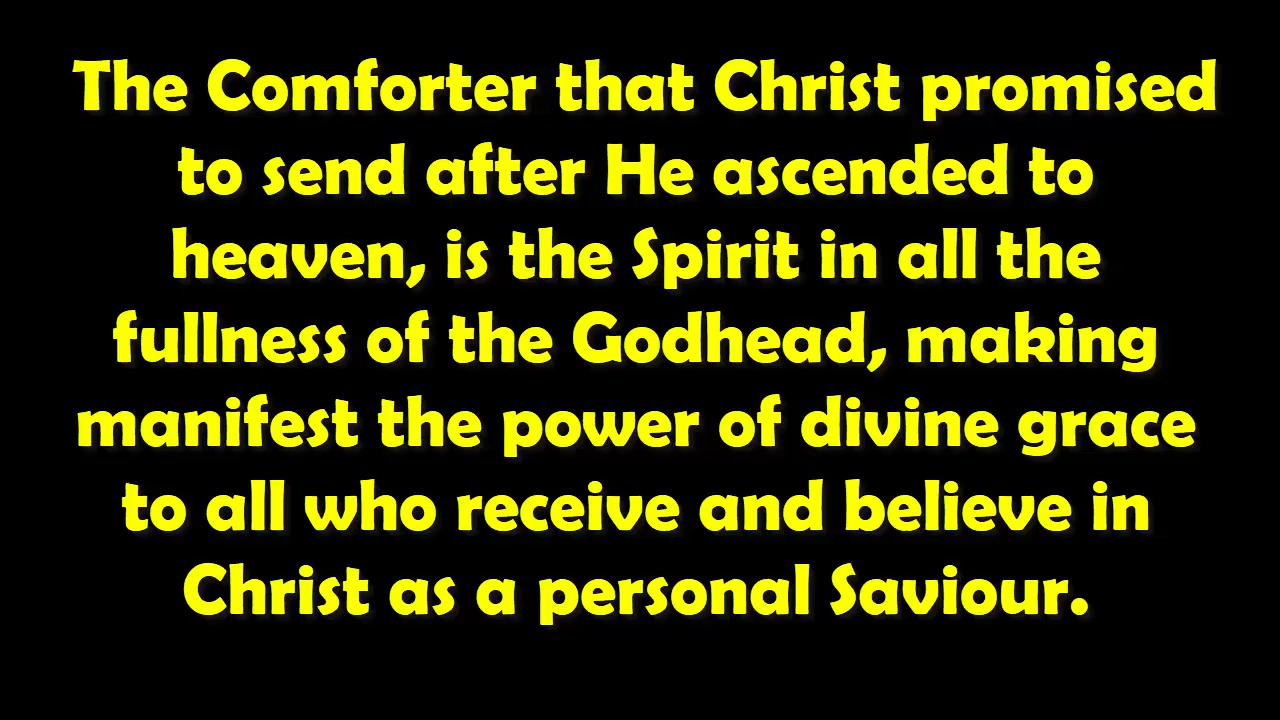 The Comforter that Christ promised
to send after He ascended to
heaven, is the Spirit in all the
fullness of the Godhead, making
manifest the power of divine grace
to all who receive and believe in
Christ as a personal Saviour.